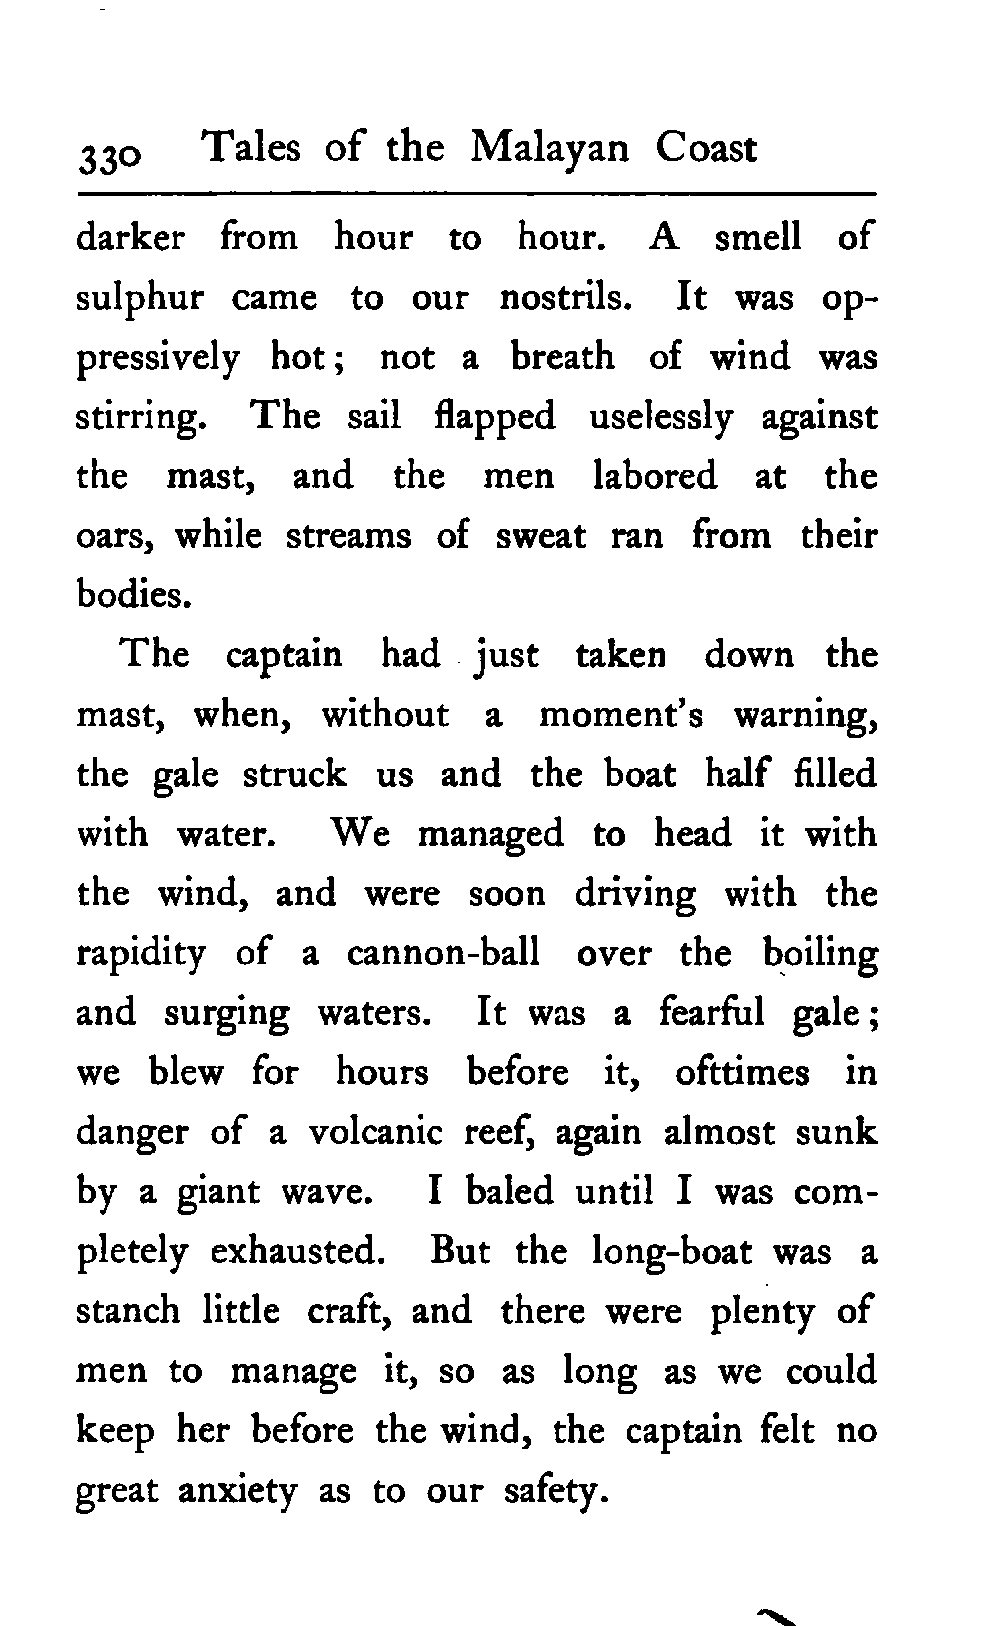 330 Tales of the Malayan Coast
darker from hour to hour. A smell of
sulphur came to our nostrils. It was op-
pressively hot; not a breath of wind was
stirring. The sail flapped uselessly against
the mast, and the men labored at the
oars, while streams of sweat ran from their
bodies.
The captain had just taken down the
mast, when, without a moment's warning,
the gale struck us and the boat half filled
with water. We managed to head it with
the wind, and were soon driving with the
rapidity of a cannon-ball over the boiling
and surging waters. It was a fearful gale;
we blew for hours before it, ofttimes in
danger of a volcanic reef, again almost sunk
by a giant wave. I baled until I was com-
pletely exhausted. But the long-boat was a
stanch little craft, and there were plenty of
men to manage it, so as long as we could
keep her before the wind, the captain felt no
great anxiety as to our safety.